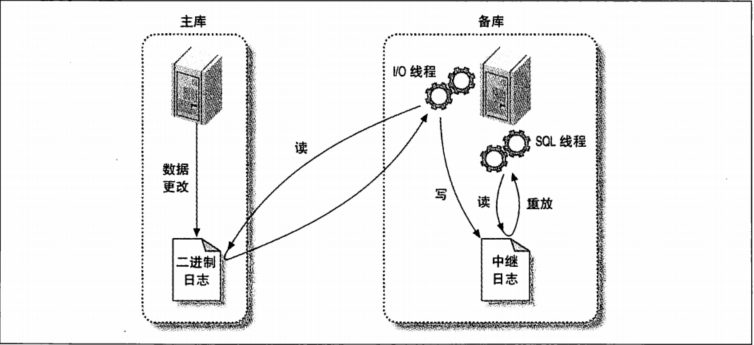 主库
备库
I/O 线程
SQL 线程
读
数据
更改
写
读
重放
二进制
日志
中继
日志